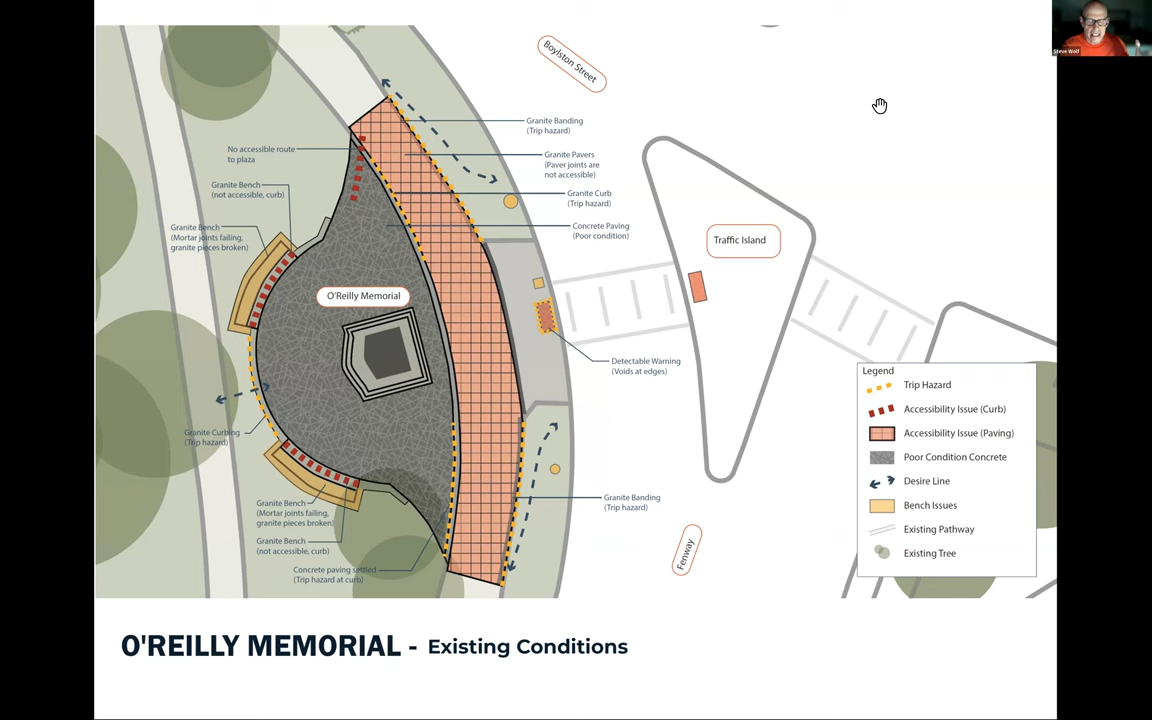 Steve Wolf
Boylston Street
Granite Banding
(Trip hazard)
No accessible route
to plaza
Granite Pavers
(Paver joints are
not accessible)
Granite Bench
(not accessible, curb)
Granite Curb
(Trip hazard)
Granite Bench
(Mortar joints failing,
granite pieces broken)
Concrete Paving
(Poor condition)
Traffic Island
O'Reilly Memorial
Detectable Warning
(Voids at edges)
Granite Curbing
(Trip hazard)
Granite Bench
(Mortar joints failing,
granite pieces broken)
Granite Bench
(not accessible, curb)
Concrete paving settled
(Trip hazard at curb)
Granite Banding
(Trip hazard)
Fenway
Legend
Trip Hazard
Accessibility Issue (Curb)
Accessibility Issue (Paving)
Poor Condition Concrete
Desire Line
Bench Issues
Existing Pathway
Existing Tree
O'REILLY MEMORIAL - Existing Conditions